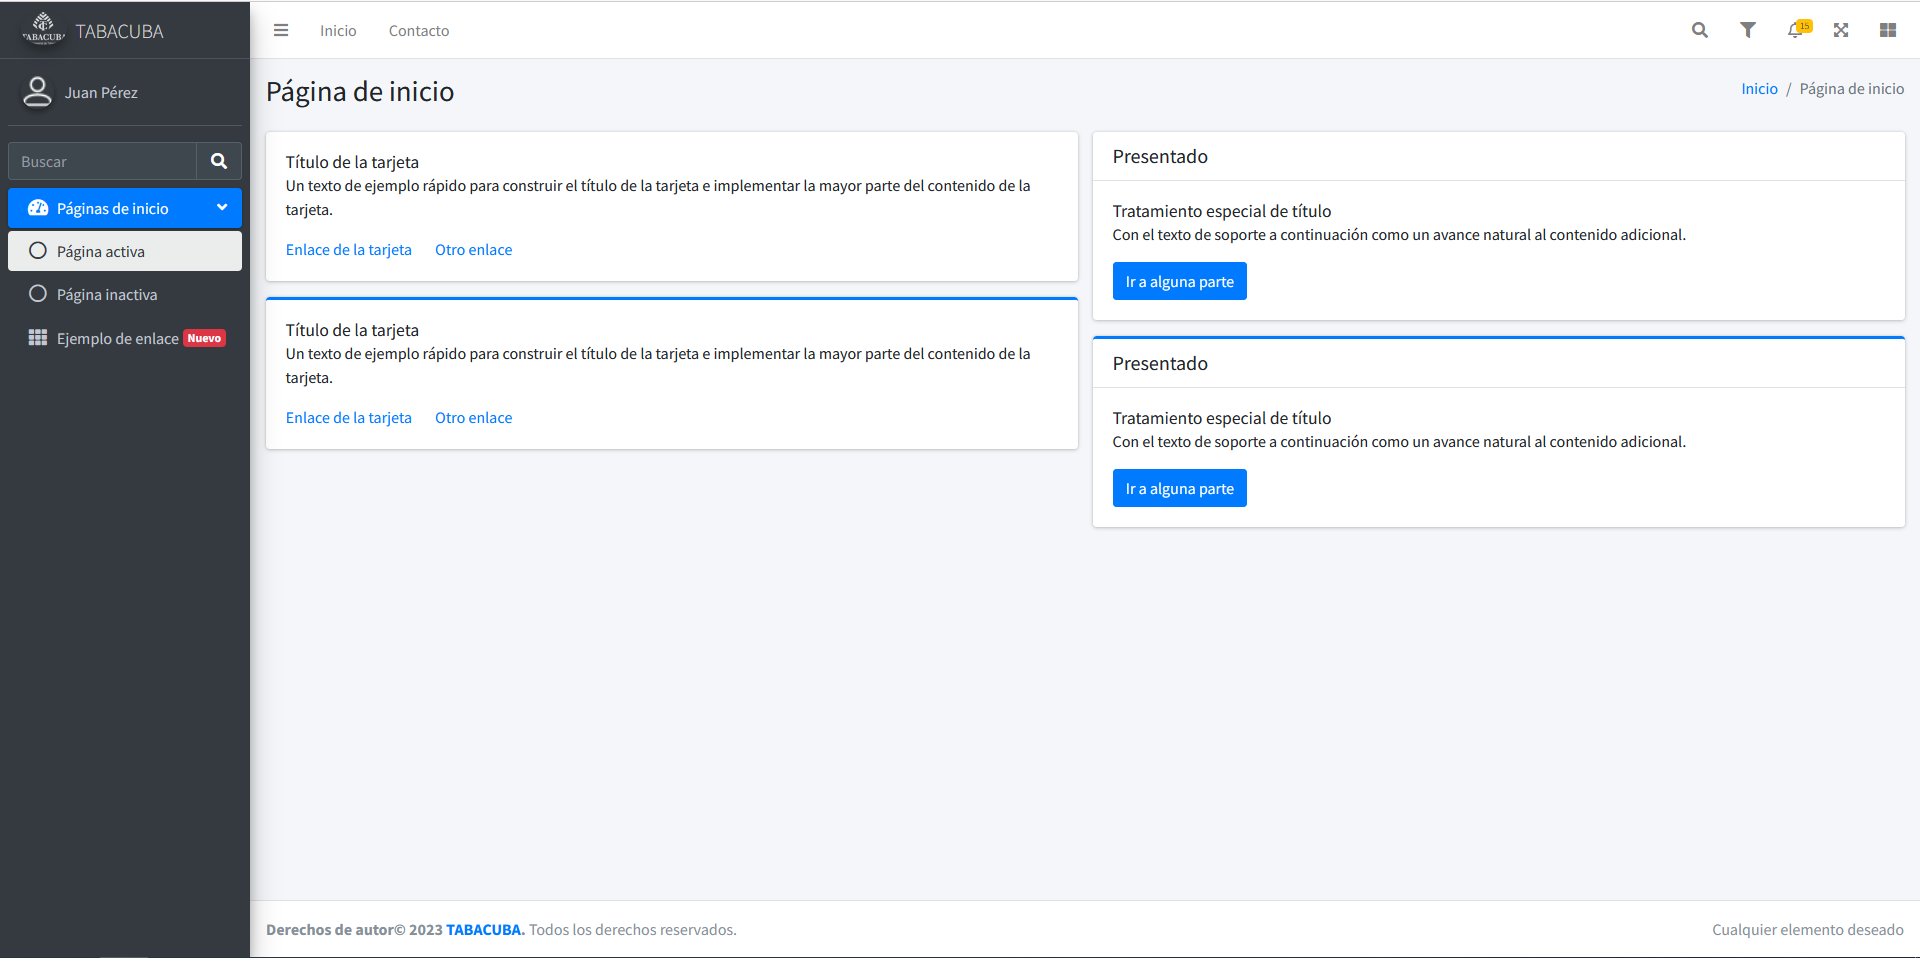 TABACUBA
TABACUBA
Juan Pérez
Buscar
Páginas de inicio
Página activa
Página inactiva
Ejemplo de enlace Nuevo
Inicio Contacto
15
Página de inicio
Inicio / Página de inicio
Título de la tarjeta
Un texto de ejemplo rápido para construir el título de la tarjeta e implementar la mayor parte del contenido de la
tarjeta.
Enlace de la tarjeta Otro enlace
Título de la tarjeta
Un texto de ejemplo rápido para construir el título de la tarjeta e implementar la mayor parte del contenido de la
tarjeta.
Enlace de la tarjeta Otro enlace
Presentado
Tratamiento especial de título
Con el texto de soporte a continuación como un avance natural al contenido adicional.
Ir a alguna parte
Presentado
Tratamiento especial de título
Con el texto de soporte a continuación como un avance natural al contenido adicional.
Ir a alguna parte
Derechos de autor© 2023 TABACUBA. Todos los derechos reservados.
Cualquier elemento deseado